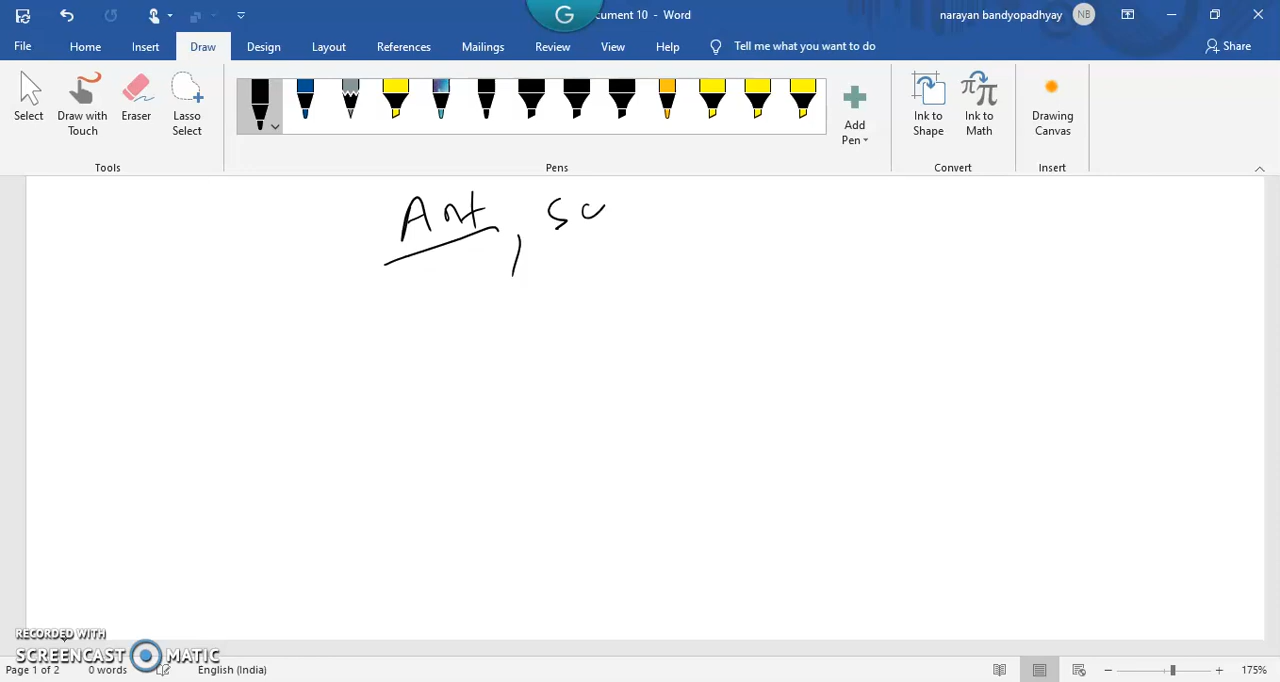 Document 10 - Word narayan bandyopadhyay NB
File Home Insert Draw Design Layout References Mailings Review View Help Tell me what you want to do Share
Select Draw with Touch Eraser Lasso Select Add Pen Ink to Shape Ink to Math Drawing Canvas
Tools Pens Convert Insert
Art, sc
RECORDED WITH
SCREENCAST MATIC
Page 1 of 2 0 words English (India) 175%